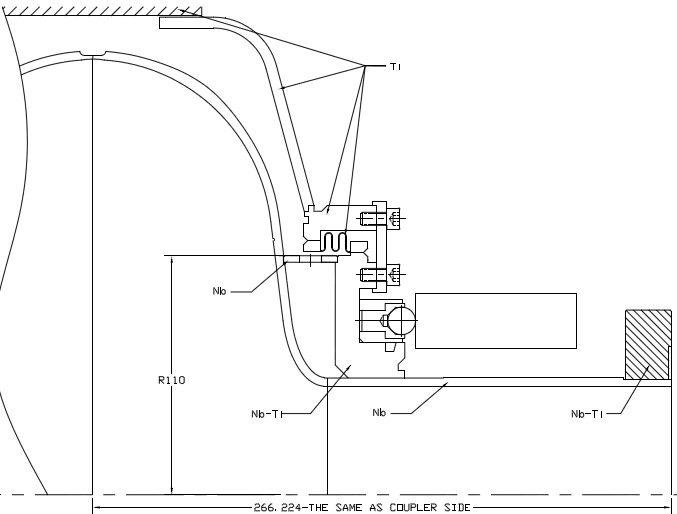 Ti
Nb
R110
Nb-Ti
Nb
Nb-Ti
266.224-THE SAME AS COUPLER SIDE